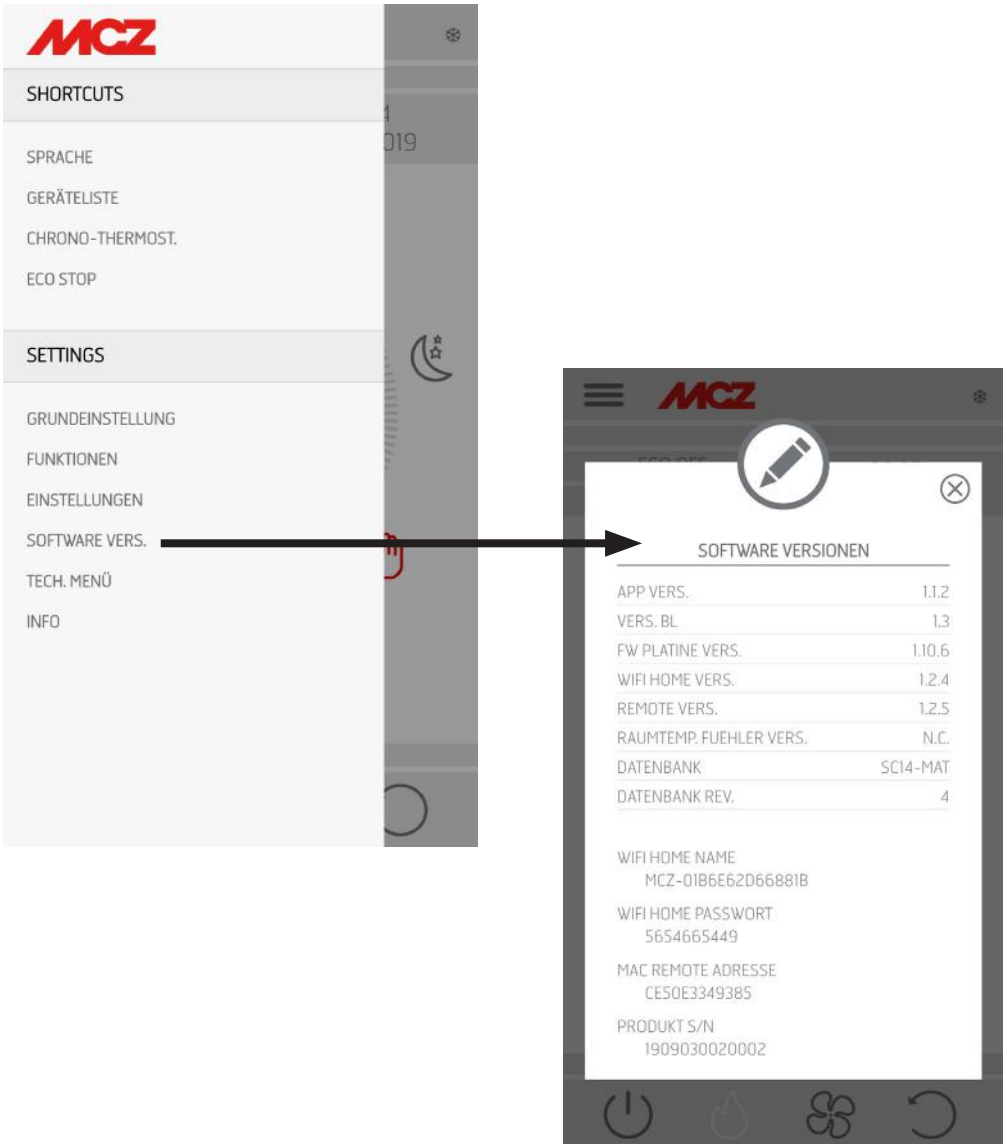 MCZ
SHORTCUTS
019
SPRACHE
GERÄTELISTE
CHRONO-THERMOST.
ECO STOP
SETTINGS
GRUNDEINSTELLUNG
FUNKTIONEN
EINSTELLUNGEN
SOFTWARE VERS.
TECH. MENÜ
INFO
MCZ
SOFTWARE VERSIONEN
APP VERS. 1.1.2
VERS. BL 1.3
FW PLATINE VERS. 1.10.6
WIFI HOME VERS. 1.2.4
REMOTE VERS. 1.2.5
RAUMTEMP. FUEHLER VERS. N.C.
DATENBANK SC14-MAT
DATENBANK REV. 4
WIFI HOME NAME
MCZ-01B6E62D66881B
WIFI HOME PASSWORT
5654665449
MAC REMOTE ADRESSE
CE50E3349385
PRODUKT S/N
1909030020002